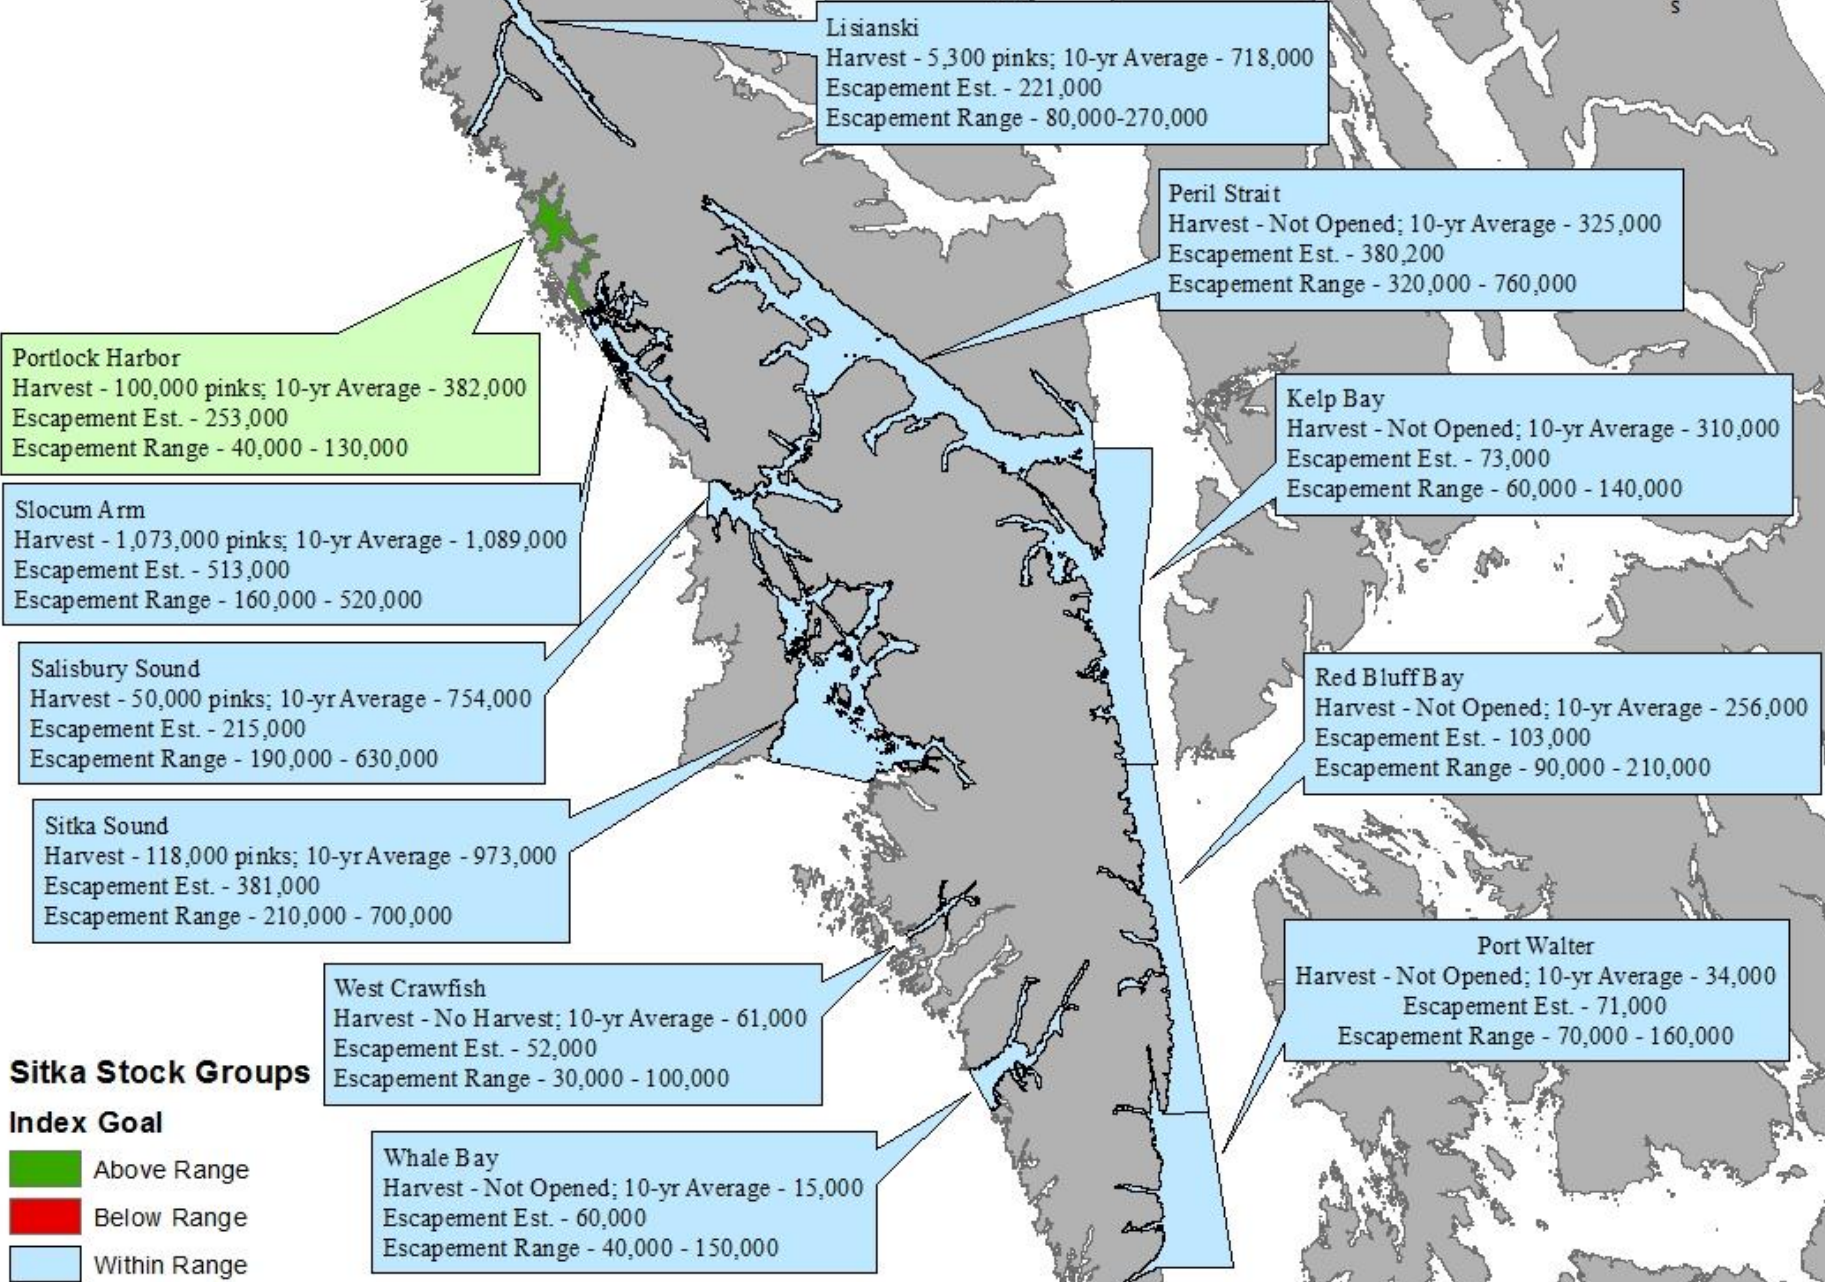 s
Lisianski
Harvest - 5,300 pinks; 10-yr Average - 718,000
Escapement Est. - 221,000
Escapement Range - 80,000-270,000
Peril Strait
Harvest - Not Opened; 10-yr Average - 325,000
Escapement Est. - 380,200
Escapement Range - 320,000 - 760,000
Portlock Harbor
Harvest - 100,000 pinks; 10-yr Average - 382,000
Escapement Est. - 253,000
Escapement Range - 40,000 - 130,000
Kelp Bay
Harvest - Not Opened; 10-yr Average - 310,000
Escapement Est. - 73,000
Escapement Range - 60,000 - 140,000
Slocum Arm
Harvest - 1,073,000 pinks; 10-yr Average - 1,089,000
Escapement Est. - 513,000
Escapement Range - 160,000 - 520,000
Salisbury Sound
Harvest - 50,000 pinks; 10-yr Average - 754,000
Escapement Est. - 215,000
Escapement Range - 190,000 - 630,000
Red Bluff Bay
Harvest - Not Opened; 10-yr Average - 256,000
Escapement Est. - 103,000
Escapement Range - 90,000 - 210,000
Sitka Sound
Harvest - 118,000 pinks; 10-yr Average - 973,000
Escapement Est. - 381,000
Escapement Range - 210,000 - 700,000
Port Walter
Harvest - Not Opened; 10-yr Average - 34,000
Escapement Est. - 71,000
Escapement Range - 70,000 - 160,000
West Crawfish
Harvest - No Harvest; 10-yr Average - 61,000
Escapement Est. - 52,000
Escapement Range - 30,000 - 100,000
Whale Bay
Harvest - Not Opened; 10-yr Average - 15,000
Escapement Est. - 60,000
Escapement Range - 40,000 - 150,000
Sitka Stock Groups
Index Goal
Above Range
Below Range
Within Range